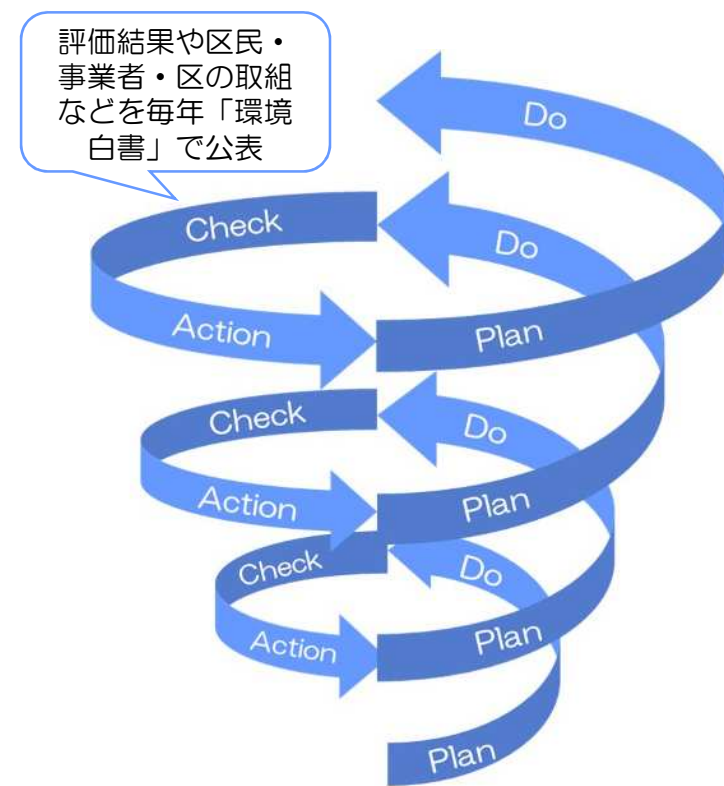 評価結果や区民・
事業者・区の取組
などを毎年「環境
白書」で公表
Do
Check
Do
Action
Plan
Check
Do
Action
Plan
Check
Do
Action
Plan
Plan